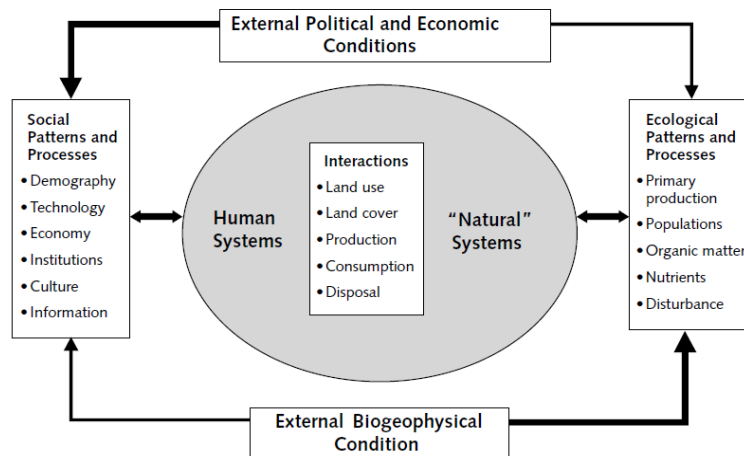 External Political and Economic
Conditions
Social
Patterns and
Processes
• Demography
• Technology
• Economy
• Institutions
• Culture
• Information
Human
Systems
Interactions
• Land use
• Land cover
• Production
• Consumption
• Disposal
“Natural”
Systems
Ecological
Patterns and
Processes
• Primary
production
• Populations
• Organic matter
• Nutrients
• Disturbance
External Biogeophysical
Condition